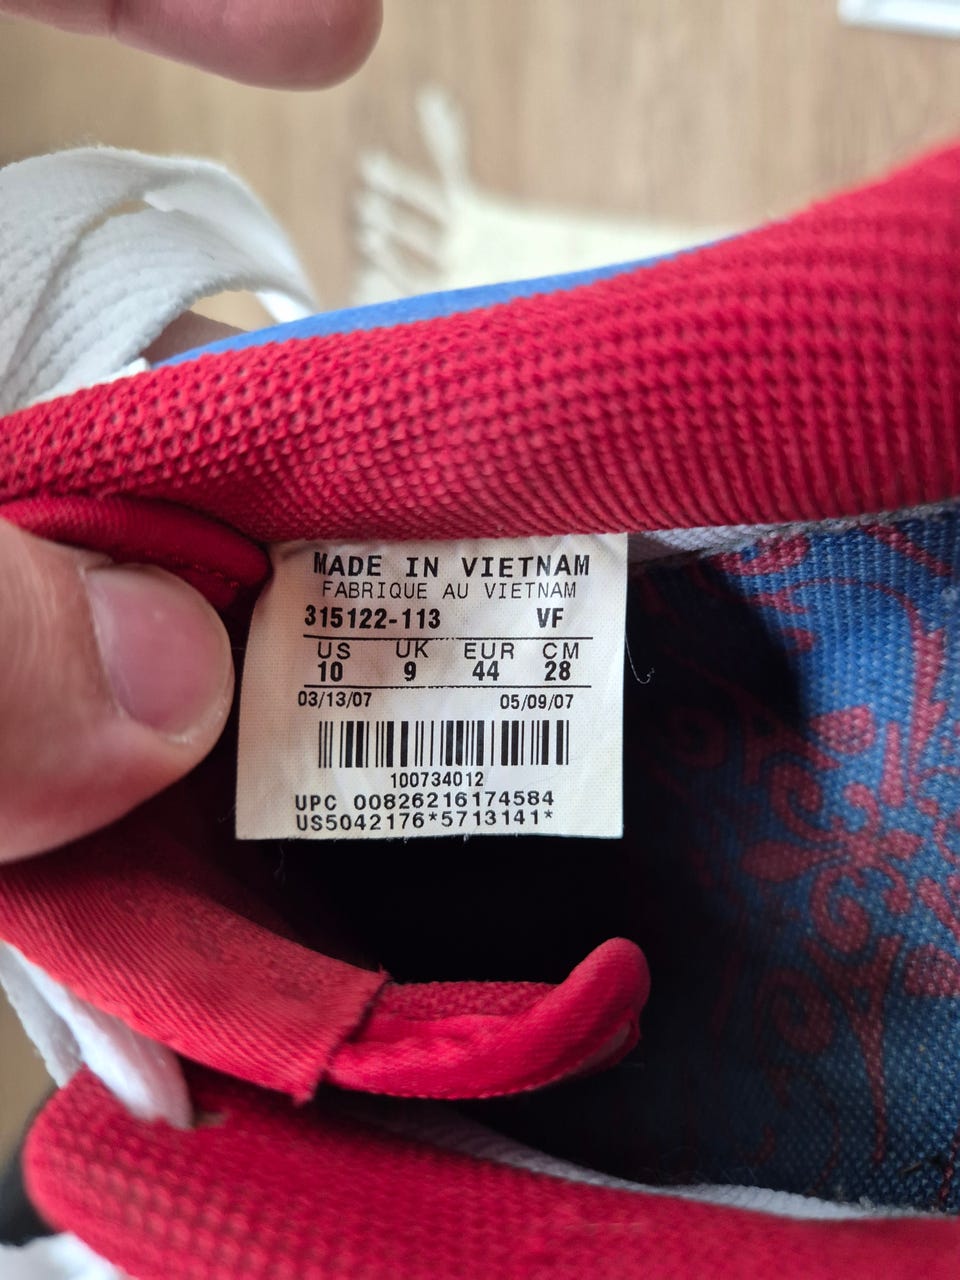 MADE IN VIETNAM
FABRIQUE AU VIETNAM
315122-113 VF
US UK EUR CM
10 9 44 28
03/13/07 05/09/07
100734012
UPC 00826216174584
US5042176*5713141*